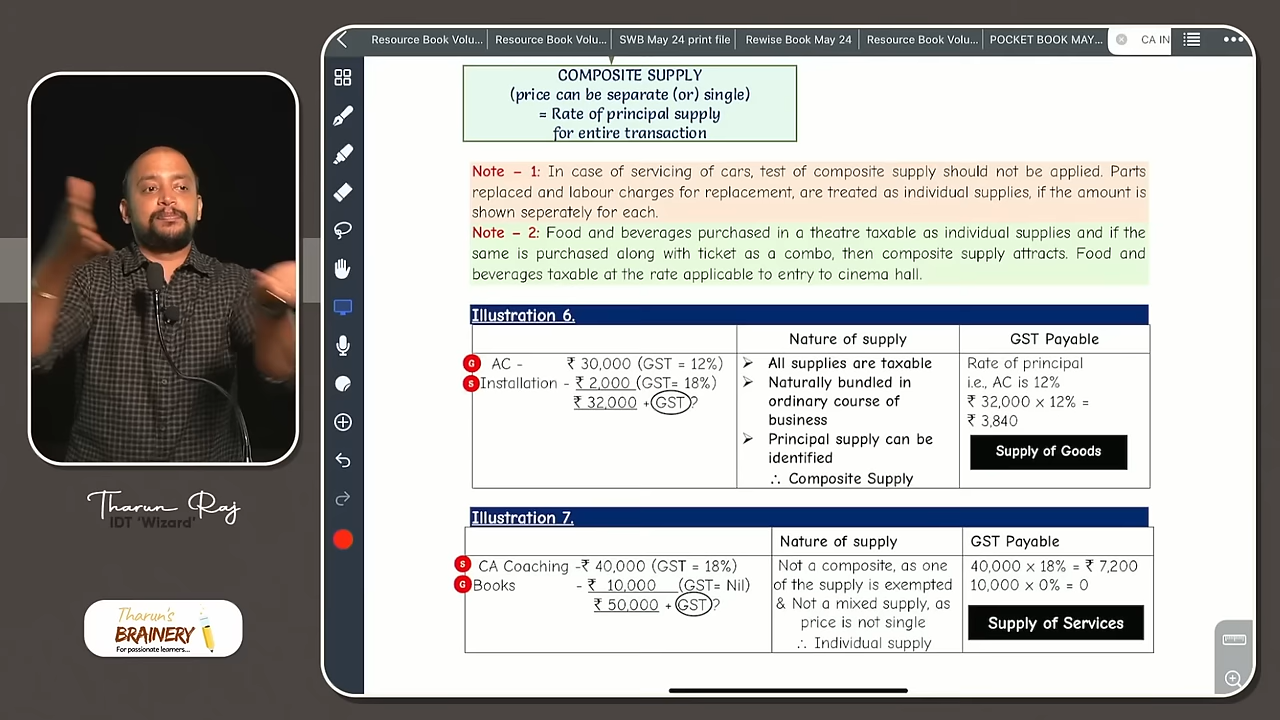 Resource Book Volu...
Resource Book Volu...
SWB May 24 print file
Rewise Book May 24
Resource Book Volu...
POCKET BOOK MAY...
CA IN
COMPOSITE SUPPLY
(price can be separate (or) single)
= Rate of principal supply
for entire transaction
Note – 1: In case of servicing of cars, test of composite supply should not be applied. Parts
replaced and labour charges for replacement, are treated as individual supplies, if the amount is
shown seperately for each.
Note – 2: Food and beverages purchased in a theatre taxable as individual supplies and if the
same is purchased along with ticket as a combo, then composite supply attracts. Food and
beverages taxable at the rate applicable to entry to cinema hall.
Illustration 6.
Nature of supply
GST Payable
G AC - ₹ 30,000 (GST = 12%)
S Installation - ₹ 2,000 (GST= 18%)
₹ 32,000 + GST?
➤ All supplies are taxable
➤ Naturally bundled in
ordinary course of
business
➤ Principal supply can be
identified
∴ Composite Supply
Rate of principal
i.e., AC is 12%
₹ 32,000 x 12% =
₹ 3,840
Supply of Goods
Illustration 7.
Nature of supply
GST Payable
S CA Coaching -₹ 40,000 (GST = 18%)
G Books - ₹ 10,000 (GST= Nil)
₹ 50,000 + GST?
Not a composite, as one
of the supply is exempted
& Not a mixed supply, as
price is not single
∴ Individual supply
40,000 x 18% = ₹ 7,200
10,000 x 0% = 0
Supply of Services
Tharun Raj
IDT 'Wizard'
Tharun's
BRAINERY
For passionate learners...